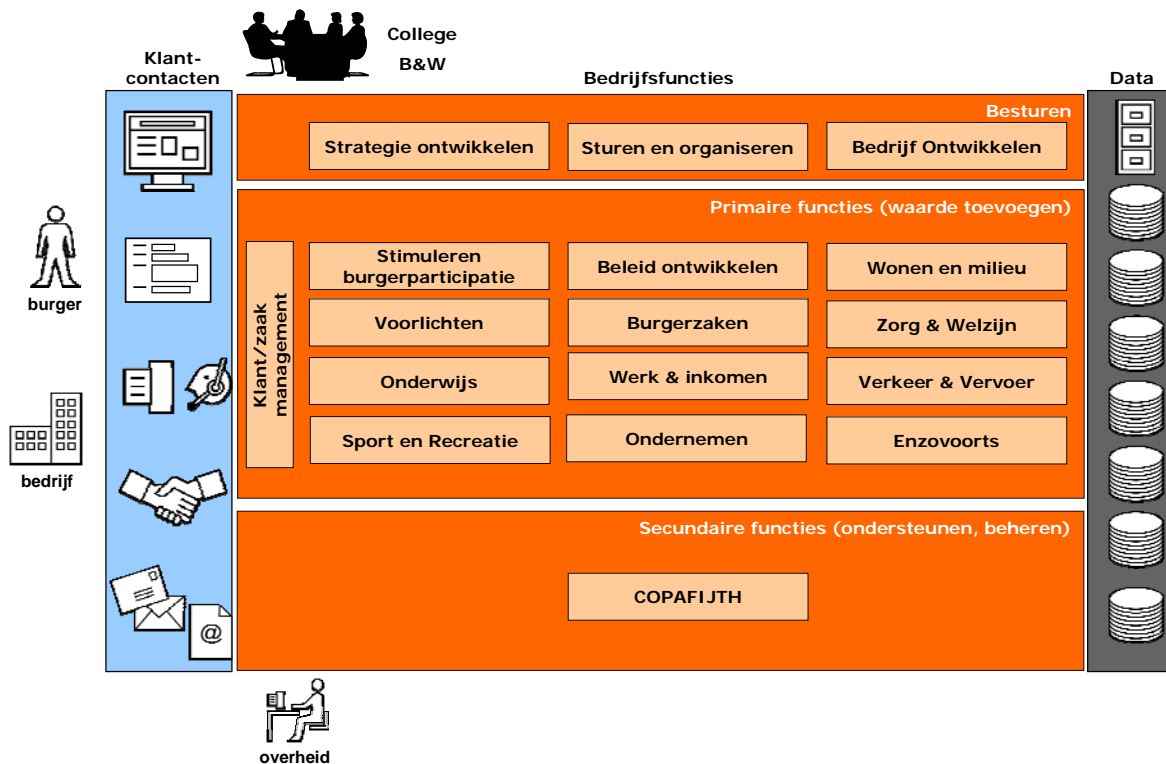 College
B&W
Klant-
contacten
Bedrijfsfuncties
Data
Besturen
Strategie ontwikkelen
Sturen en organiseren
Bedrijf Ontwikkelen
Primaire functies (waarde toevoegen)
Klant/zaak
management
Stimuleren
burgerparticipatie
Beleid ontwikkelen
Wonen en milieu
Voorlichten
Burgerzaken
Zorg & Welzijn
Onderwijs
Werk & inkomen
Verkeer & Vervoer
Sport en Recreatie
Ondernemen
Enzovoorts
burger
bedrijf
Secundaire functies (ondersteunen, beheren)
COPAFIJTH
@
overheid